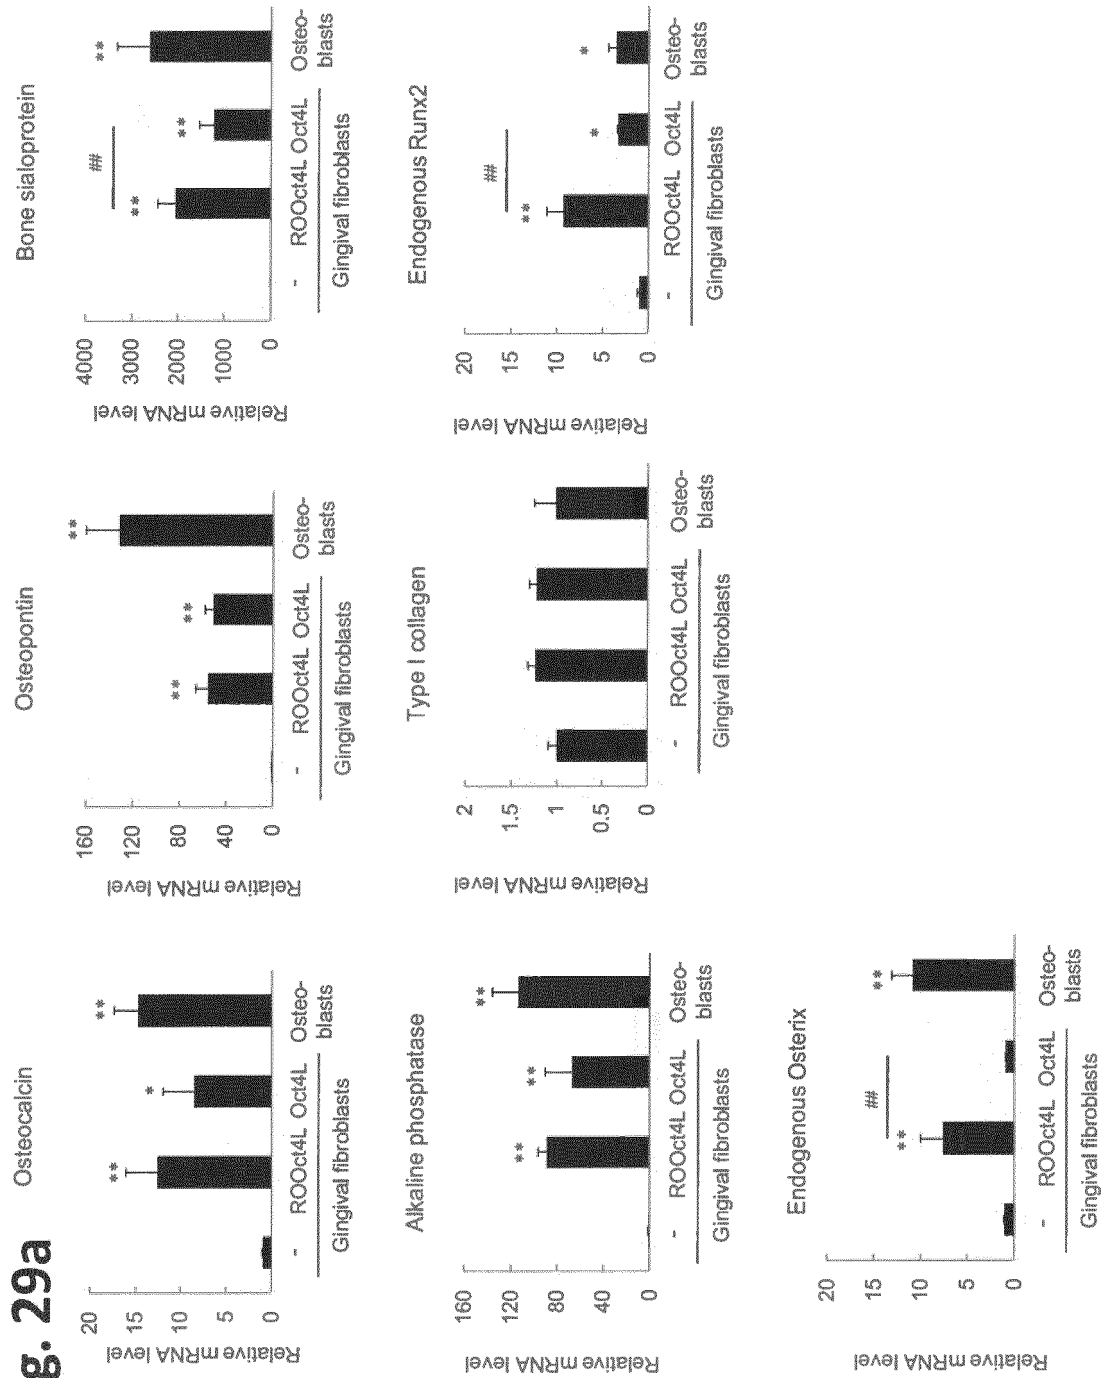 g. 29a
Osteocalcin
Relative mRNA level
20
15
10
5
0
**
*
**
- ROOct4L Oct4L Osteo-
blasts
Gingival fibroblasts
Osteopontin
Relative mRNA level
160
120
80
40
0
**
**
**
- ROOct4L Oct4L Osteo-
blasts
Gingival fibroblasts
Bone sialoprotein
Relative mRNA level
4000
3000
2000
1000
0
##
**
**
**
- ROOct4L Oct4L Osteo-
blasts
Gingival fibroblasts
Alkaline phosphatase
Relative mRNA level
160
120
80
40
0
**
**
**
- ROOct4L Oct4L Osteo-
blasts
Gingival fibroblasts
Type I collagen
Relative mRNA level
2
1.5
1
0.5
0
- ROOct4L Oct4L Osteo-
blasts
Gingival fibroblasts
Endogenous Runx2
Relative mRNA level
20
15
10
5
0
##
**
*
*
- ROOct4L Oct4L Osteo-
blasts
Gingival fibroblasts
Endogenous Osterix
Relative mRNA level
20
15
10
5
0
##
**
**
- ROOct4L Oct4L Osteo-
blasts
Gingival fibroblasts